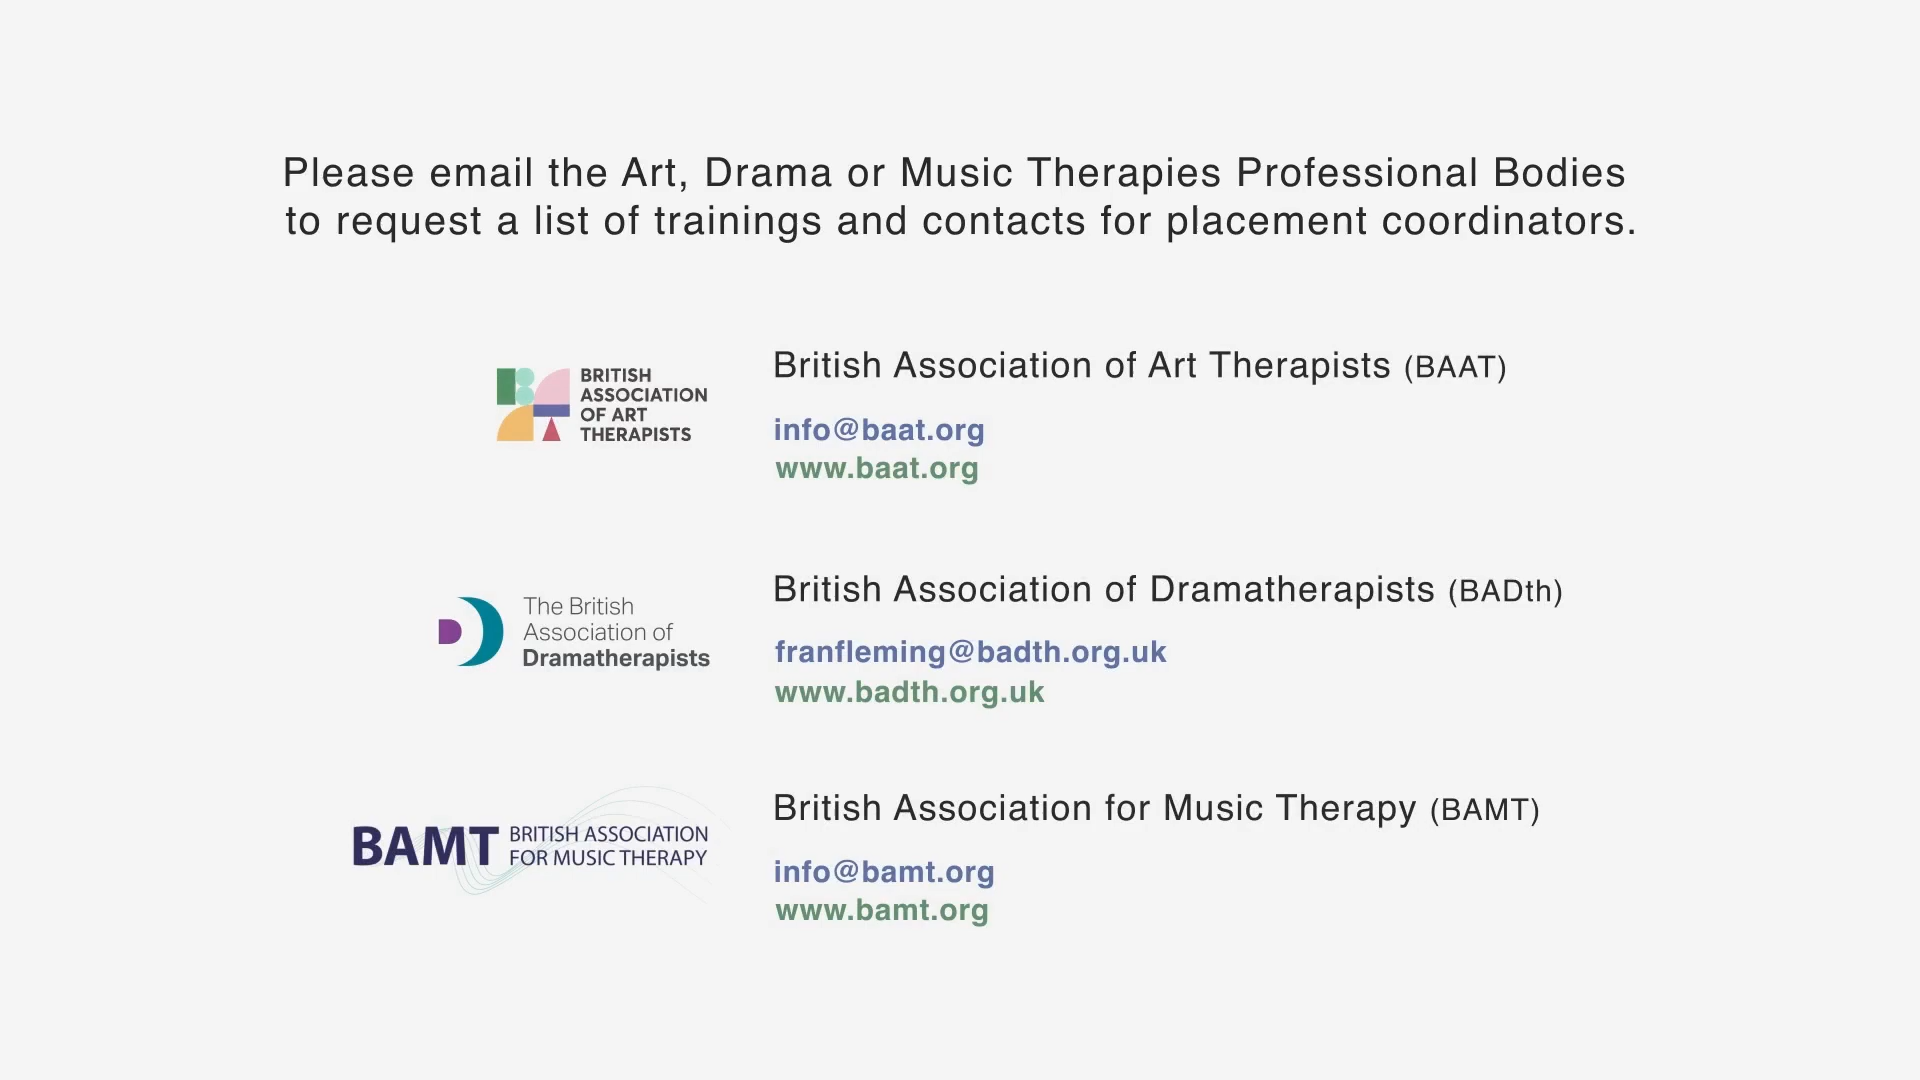 Please email the Art, Drama or Music Therapies Professional Bodies
to request a list of trainings and contacts for placement coordinators.
BRITISH
ASSOCIATION
OF ART
THERAPISTS
British Association of Art Therapists (BAAT)
info@baat.org
www.baat.org
The British
Association of
Dramatherapists
British Association of Dramatherapists (BADth)
franfleming@badth.org.uk
www.badth.org.uk
BAMT
BRITISH ASSOCIATION
FOR MUSIC THERAPY
British Association for Music Therapy (BAMT)
info@bamt.org
www.bamt.org